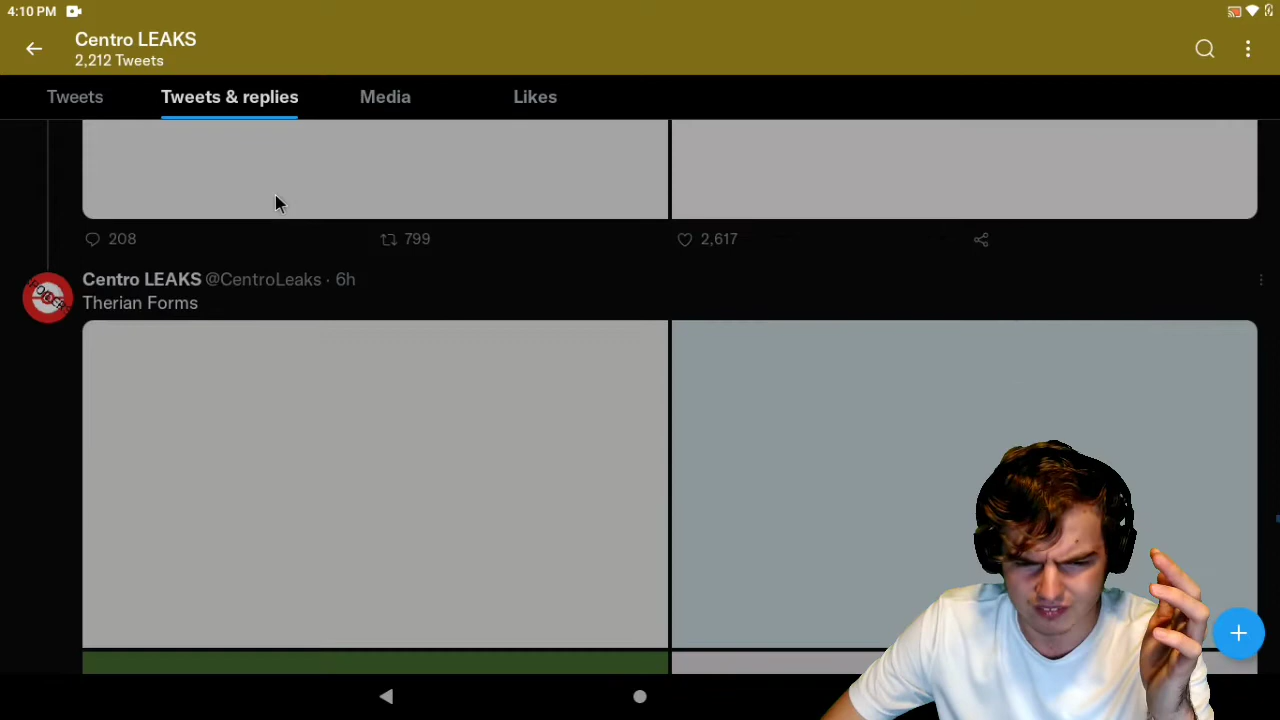 4:10 PM
Centro LEAKS
2,212 Tweets
Tweets Tweets & replies Media Likes
208 799 2,617
Centro LEAKS @CentroLeaks · 6h
Therian Forms